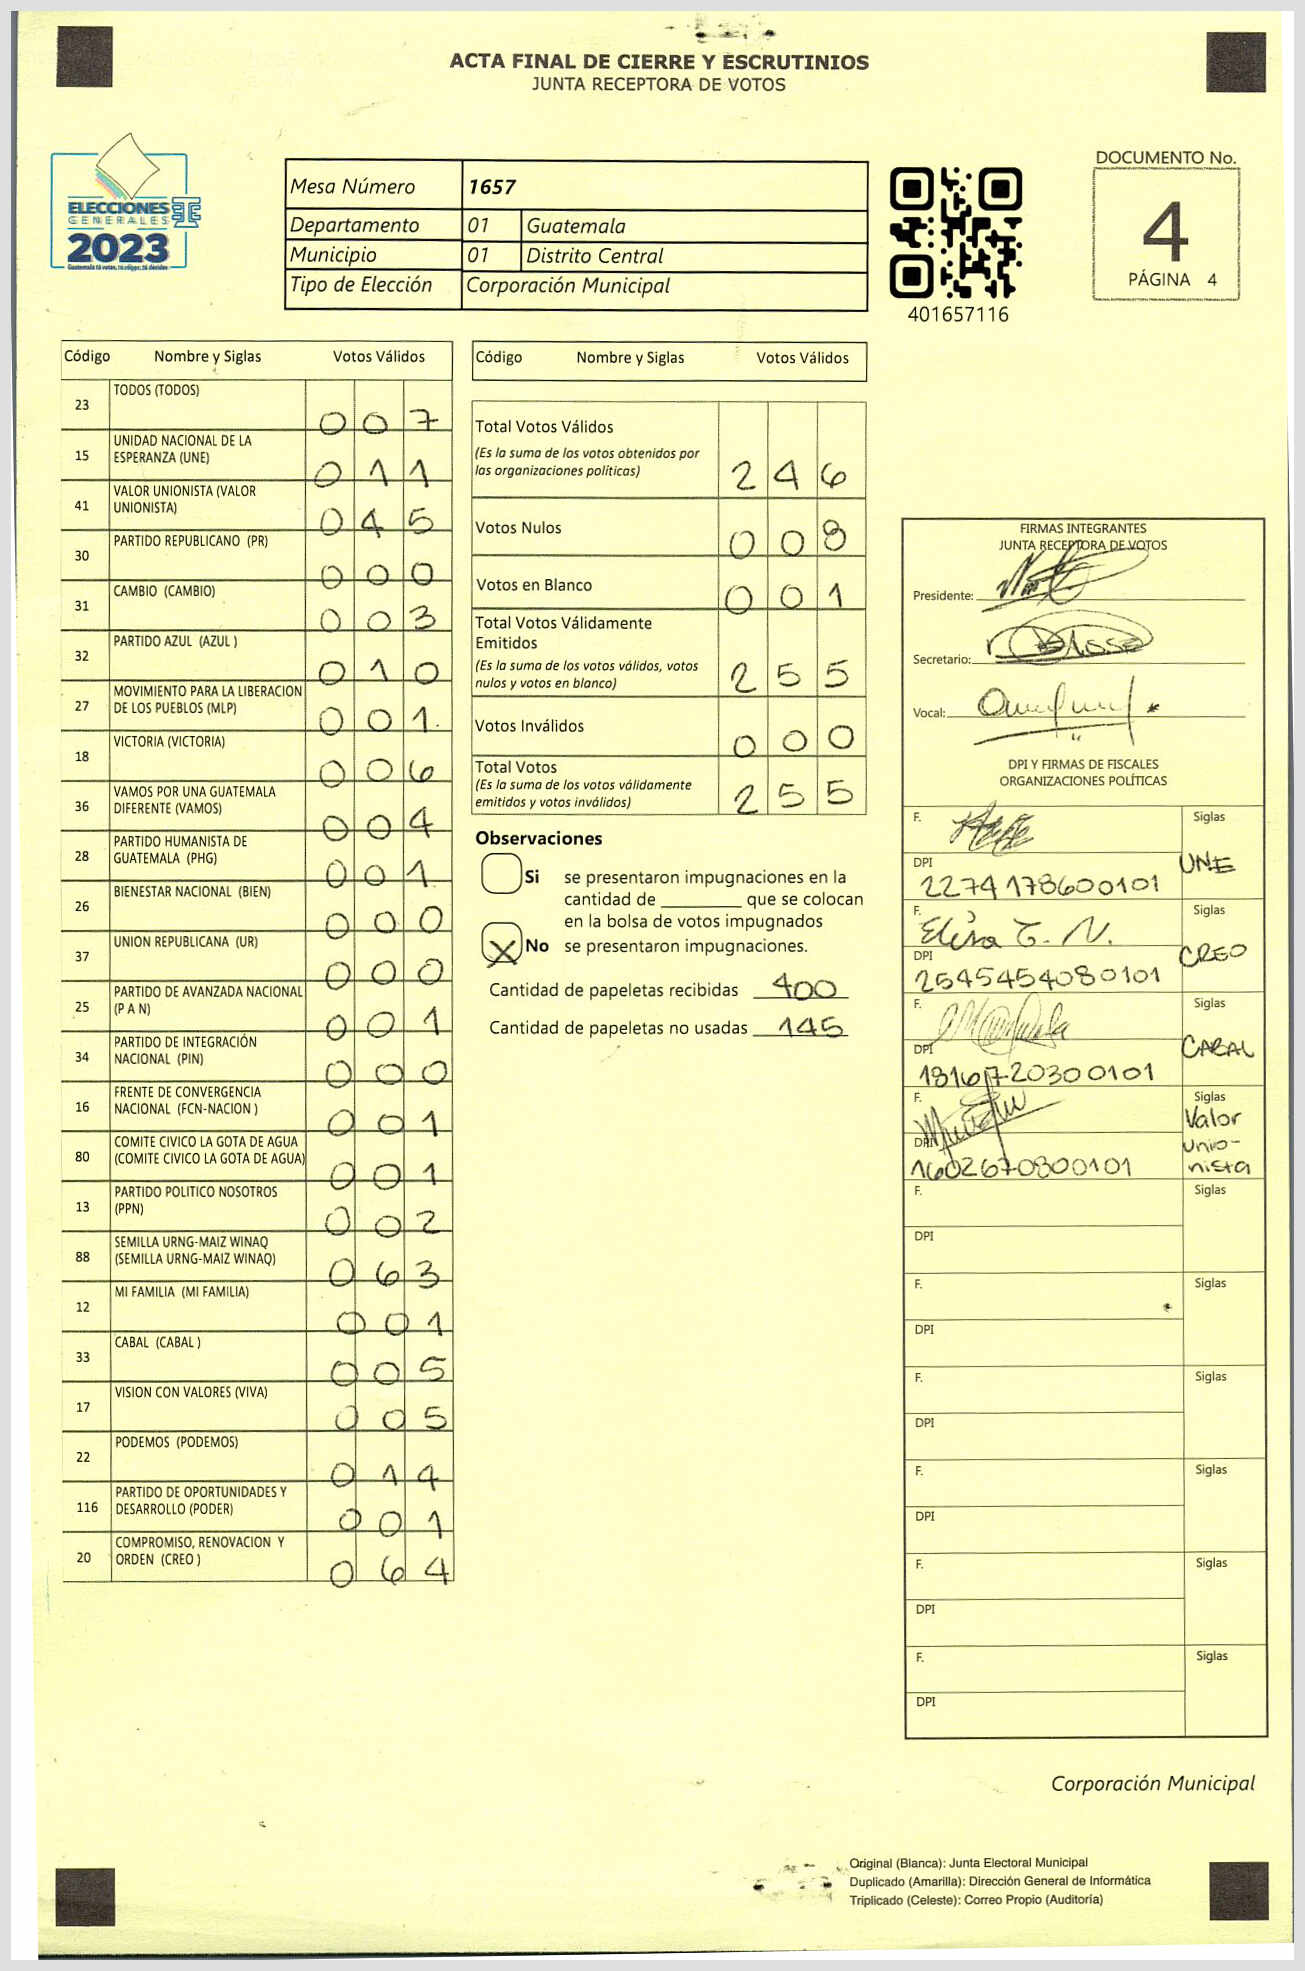 ACTA FINAL DE CIERRE Y ESCRUTINIOS
JUNTA RECEPTORA DE VOTOS
ELECCIONES
GENERALES
2023
Mesa Número 1657
Departamento 01 Guatemala
Municipio 01 Distrito Central
Tipo de Elección Corporación Municipal
401657116
DOCUMENTO No.
4
PÁGINA 4
Código Nombre y Siglas Votos Válidos
23 TODOS (TODOS) 0 0 7
15 UNIDAD NACIONAL DE LA
ESPERANZA (UNE) 0 1 1
41 VALOR UNIONISTA (VALOR
UNIONISTA) 0 4 5
30 PARTIDO REPUBLICANO (PR) 0 0 0
31 CAMBIO (CAMBIO) 0 0 3
32 PARTIDO AZUL (AZUL ) 0 1 0
27 MOVIMIENTO PARA LA LIBERACION
DE LOS PUEBLOS (MLP) 0 0 1
18 VICTORIA (VICTORIA) 0 0 6
36 VAMOS POR UNA GUATEMALA
DIFERENTE (VAMOS) 0 0 4
28 PARTIDO HUMANISTA DE
GUATEMALA (PHG) 0 0 1
26 BIENESTAR NACIONAL (BIEN) 0 0 0
37 UNION REPUBLICANA (UR) 0 0 0
25 PARTIDO DE AVANZADA NACIONAL
(P A N) 0 0 1
34 PARTIDO DE INTEGRACIÓN
NACIONAL (PIN) 0 0 0
16 FRENTE DE CONVERGENCIA
NACIONAL (FCN-NACION ) 0 0 1
80 COMITE CIVICO LA GOTA DE AGUA
(COMITE CIVICO LA GOTA DE AGUA) 0 0 1
13 PARTIDO POLITICO NOSOTROS
(PPN) 0 0 2
88 SEMILLA URNG-MAIZ WINAQ
(SEMILLA URNG-MAIZ WINAQ) 0 6 3
12 MI FAMILIA (MI FAMILIA) 0 0 1
33 CABAL (CABAL ) 0 0 5
17 VISION CON VALORES (VIVA) 0 0 5
22 PODEMOS (PODEMOS) 0 1 4
116 PARTIDO DE OPORTUNIDADES Y
DESARROLLO (PODER) 0 0 1
20 COMPROMISO, RENOVACION Y
ORDEN (CREO ) 0 6 4
Código Nombre y Siglas Votos Válidos
Total Votos Válidos
(Es la suma de los votos obtenidos por
las organizaciones políticas) 2 4 6
Votos Nulos 0 0 8
Votos en Blanco 0 0 1
Total Votos Válidamente
Emitidos
(Es la suma de los votos válidos, votos
nulos y votos en blanco) 2 5 5
Votos Inválidos 0 0 0
Total Votos
(Es la suma de los votos válidamente
emitidos y votos inválidos) 2 5 5
Observaciones
Si se presentaron impugnaciones en la
cantidad de ________ que se colocan
en la bolsa de votos impugnados
X No se presentaron impugnaciones.
Cantidad de papeletas recibidas 400
Cantidad de papeletas no usadas 145
FIRMAS INTEGRANTES
JUNTA RECEPTORA DE VOTOS
Presidente:
Secretario:
Vocal:
DPI Y FIRMAS DE FISCALES
ORGANIZACIONES POLÍTICAS
F. Siglas
UNE
DPI
2274178600101
F. Siglas
Elisa T. N.
CREO
DPI
2545454080101
F. Siglas
CABAL
DPI
1816720300101
F. Siglas
Valor
unio-
nista
DPI
1602670800101
F. Siglas
DPI
F. Siglas
DPI
F. Siglas
DPI
F. Siglas
DPI
F. Siglas
DPI
F. Siglas
DPI
Corporación Municipal
Original (Blanca): Junta Electoral Municipal
Duplicado (Amarilla): Dirección General de Informática
Triplicado (Celeste): Correo Propio (Auditoría)